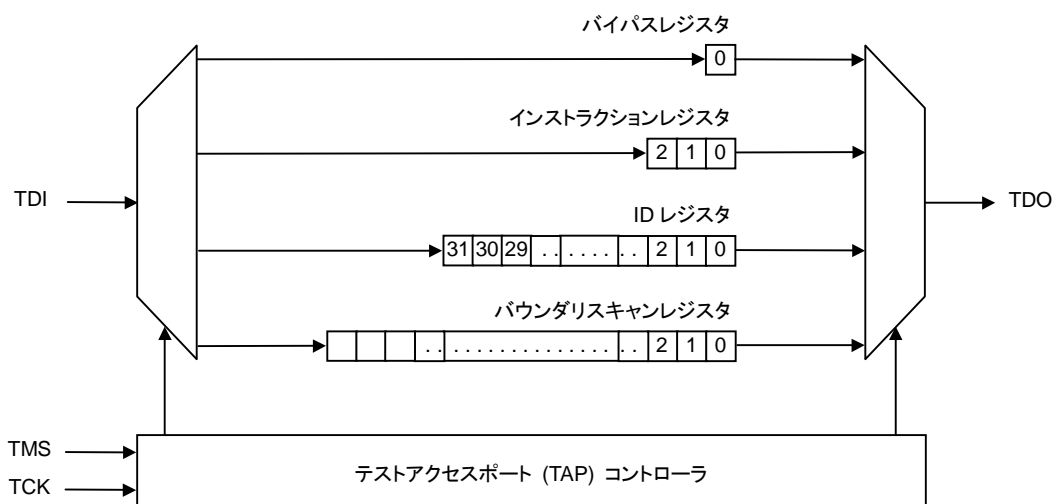 バイパスレジスタ
0
インストラクションレジスタ
2 1 0
TDI
TDO
ID レジスタ
31 30 29 . . . . . . . . . 2 1 0
バウンダリスキャンレジスタ
. . . . . . . . . . . . . . . . . . 2 1 0
TMS
TCK
テストアクセスポート (TAP) コントローラ